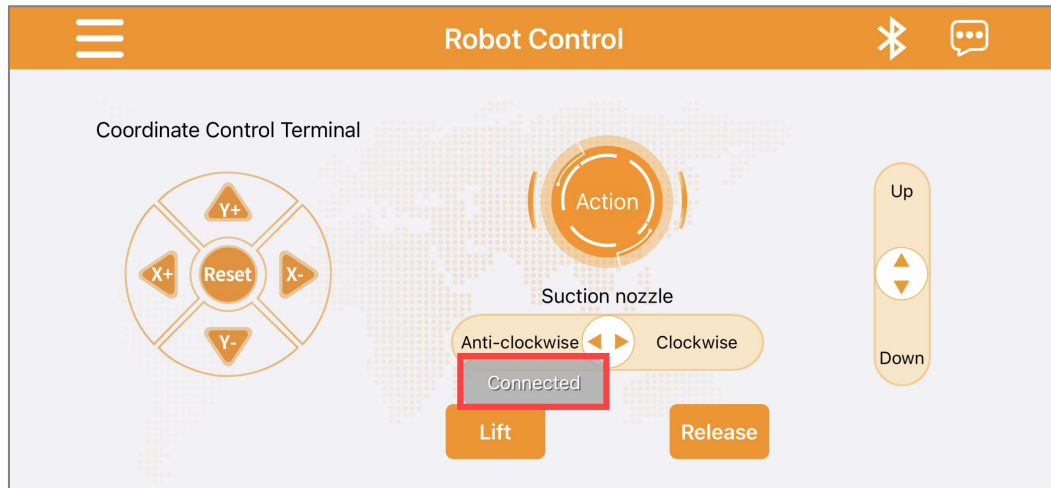 Robot Control
Coordinate Control Terminal
Y+
X+
Reset
X-
Y-
Action
Suction nozzle
Anti-clockwise
Clockwise
Connected
Lift
Release
Up
Down